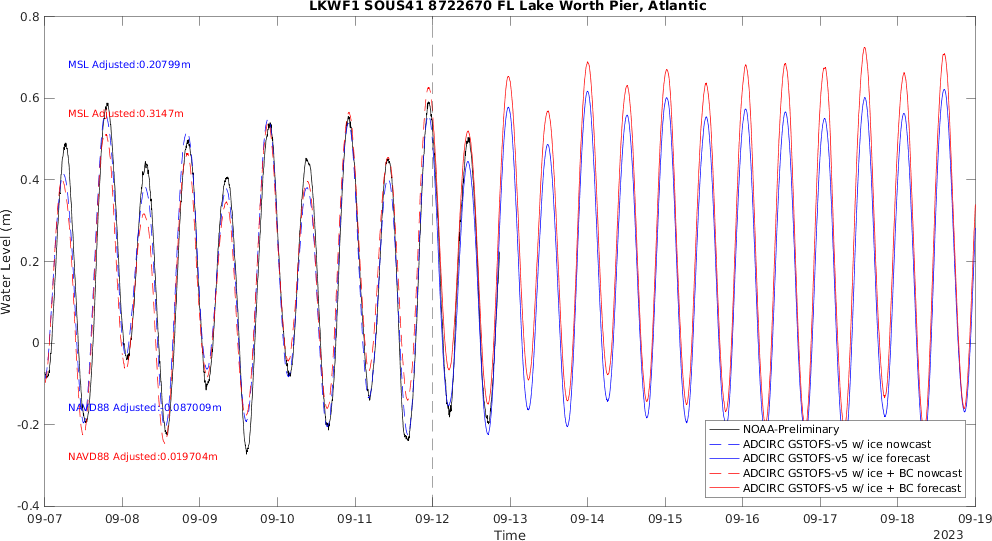 LKWF1 SOUS41 8722670 FL Lake Worth Pier, Atlantic
0.8
0.6
0.4
0.2
0
-0.2
-0.4
Water Level (m)
MSL Adjusted:0.20799m
MSL Adjusted:0.3147m
NAVD88 Adjusted:-0.087009m
NAVD88 Adjusted:0.019704m
NOAA-Preliminary
ADCIRC GSTOFS-v5 w/ ice nowcast
ADCIRC GSTOFS-v5 w/ ice forecast
ADCIRC GSTOFS-v5 w/ ice + BC nowcast
ADCIRC GSTOFS-v5 w/ ice + BC forecast
09-07 09-08 09-09 09-10 09-11 09-12 09-13 09-14 09-15 09-16 09-17 09-18 09-19
Time
2023